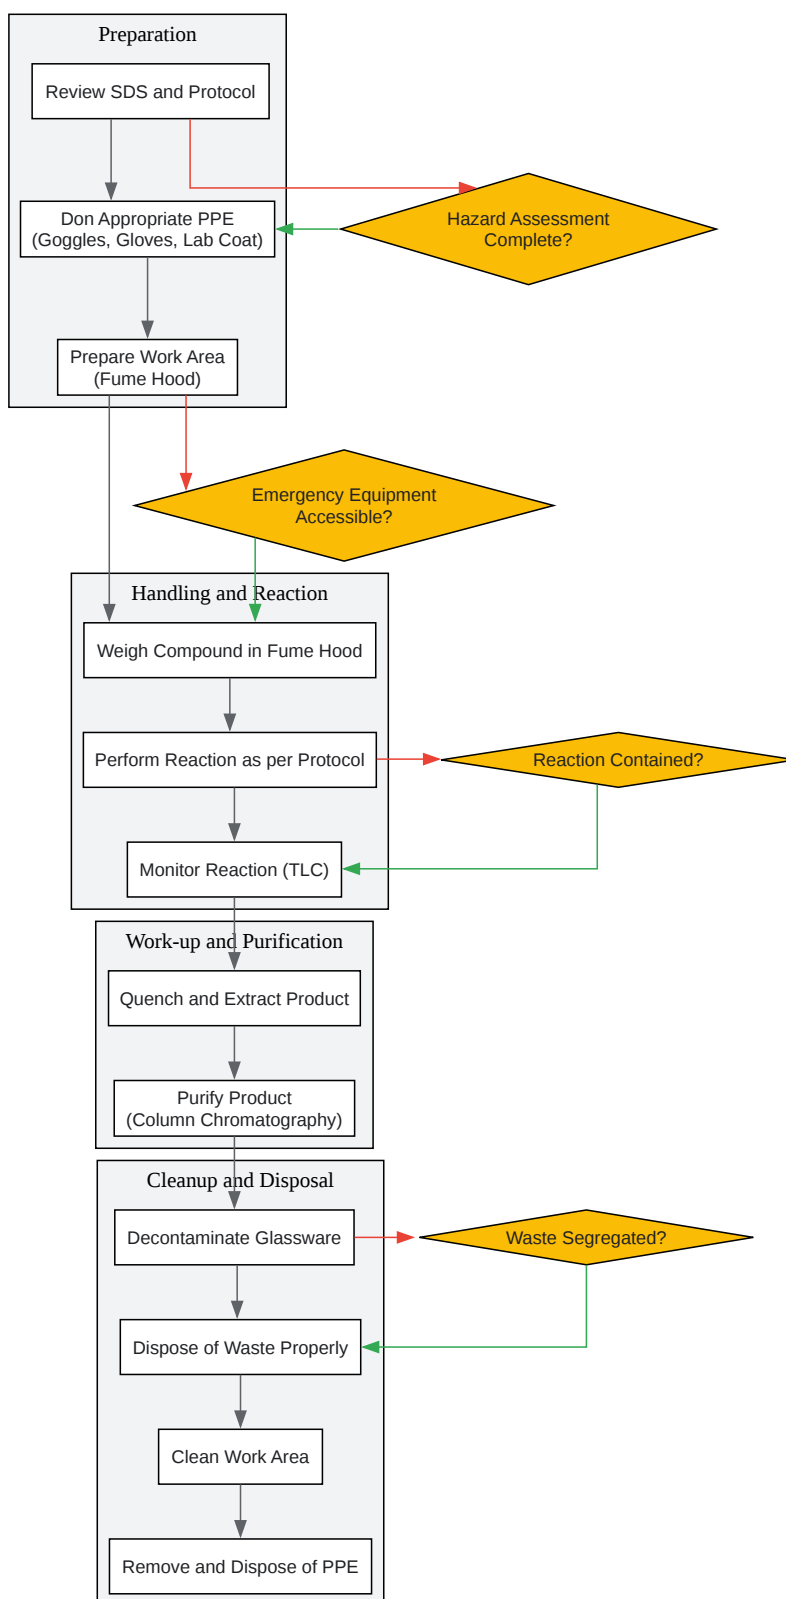 Preparation
Review SDS and Protocol
Hazard Assessment
Complete?
Don Appropriate PPE
(Goggles, Gloves, Lab Coat)
Prepare Work Area
(Fume Hood)
Emergency Equipment
Accessible?
Handling and Reaction
Weigh Compound in Fume Hood
Perform Reaction as per Protocol
Reaction Contained?
Monitor Reaction (TLC)
Work-up and Purification
Quench and Extract Product
Purify Product
(Column Chromatography)
Cleanup and Disposal
Decontaminate Glassware
Waste Segregated?
Dispose of Waste Properly
Clean Work Area
Remove and Dispose of PPE